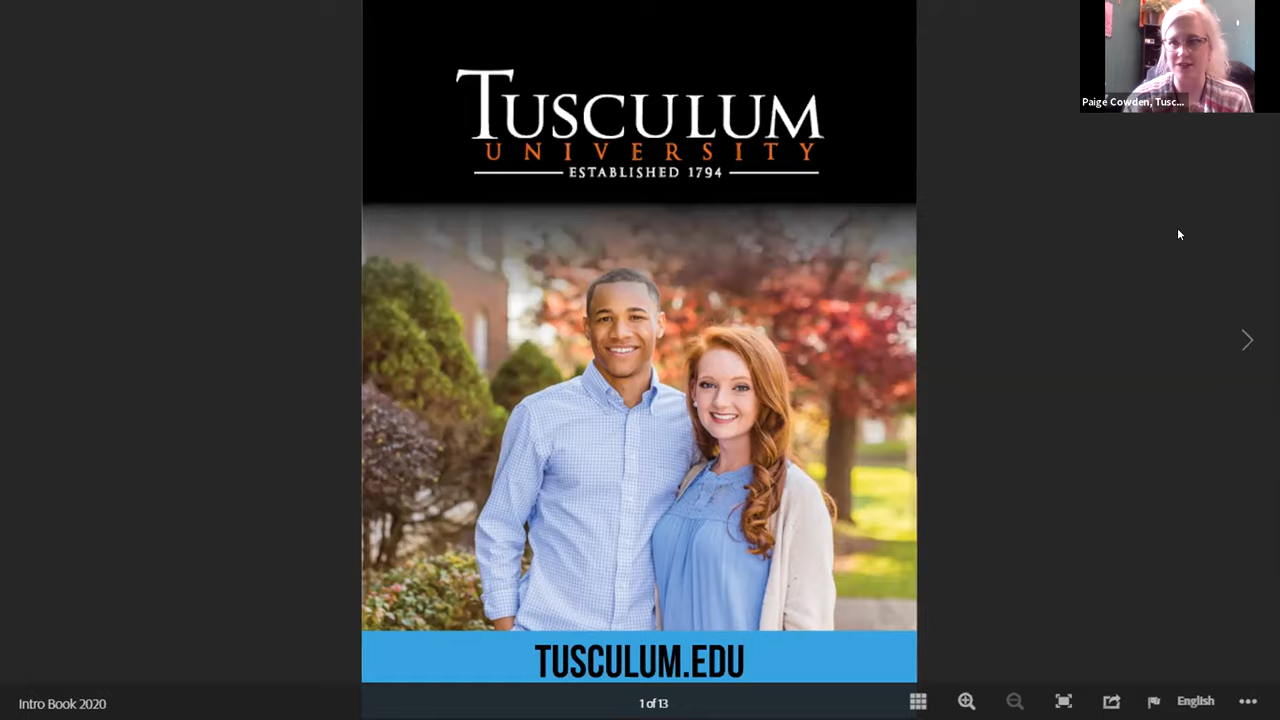 TUSCULUM
UNIVERSITY
ESTABLISHED 1794
Paige Cowden, Tusc...
TUSCULUM.EDU
Intro Book 2020
1 of 13
English